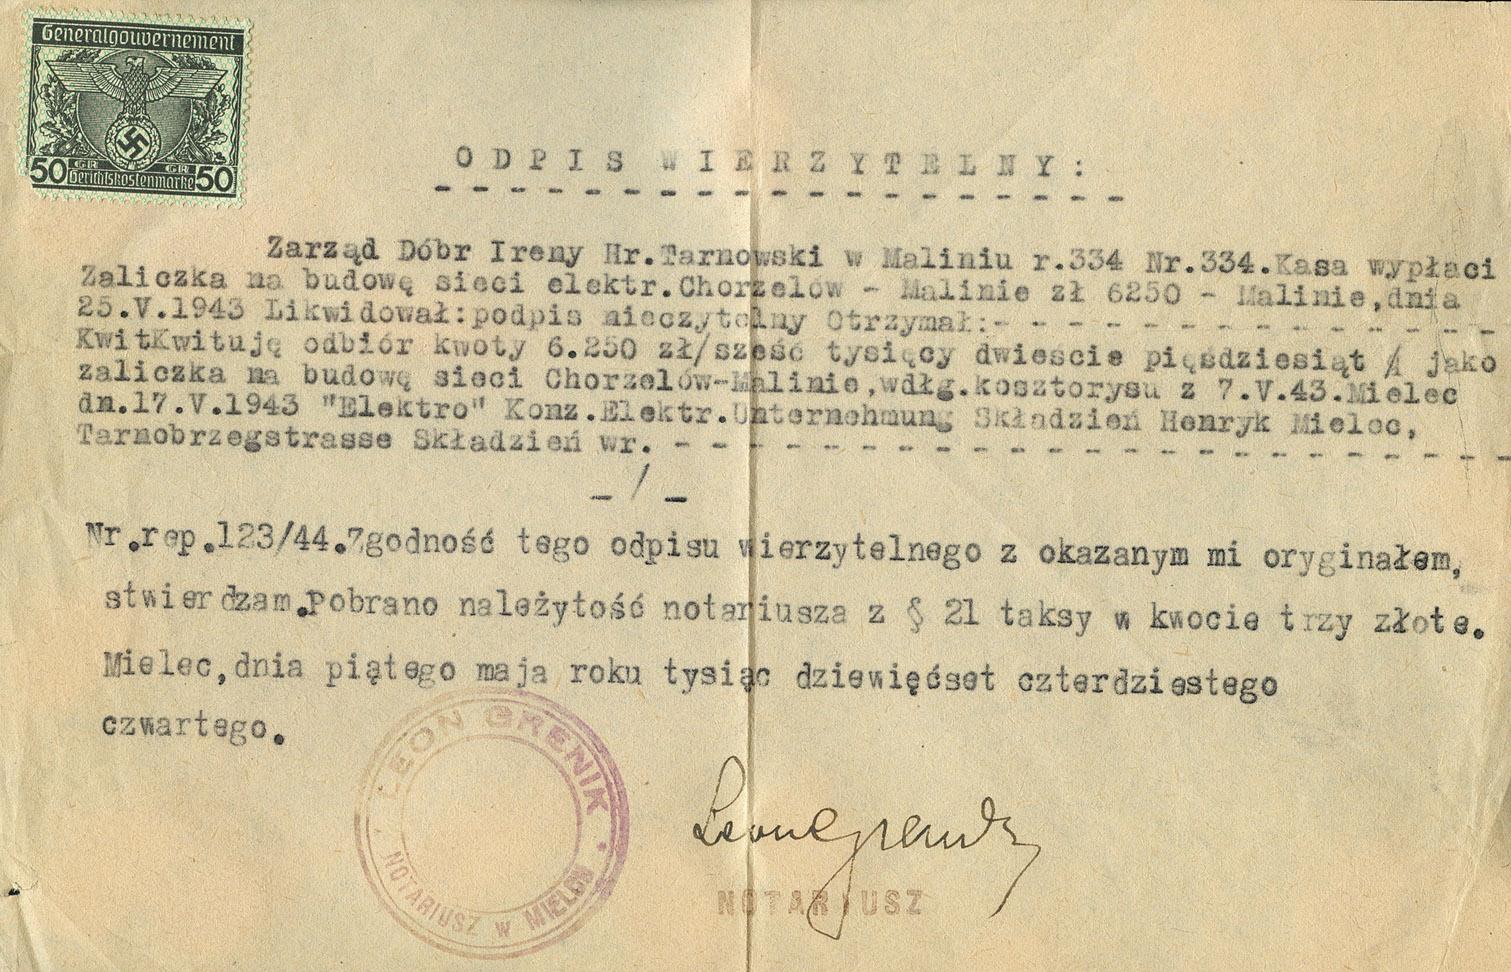 Generalgouvernement
50 GR GR 50
Gerichtskostenmarke
ODPIS WIERZYTELNY:
Zarząd Dóbr Ireny Hr.Tarnowski w Maliniu r.334 Nr.334.Kasa wypłaci
Zaliczka na budowę sieci elektr.Chorzelów - Malinie zł 6250 - Malinie,dnia
25.V.1943 Likwidował:podpis nieczytelny Otrzymał:- - - - - - - - - - - - - - -
KwitKwituję odbiór kwoty 6.250 zł/sześć tysięcy dwieście pięśdziesiąt / jako
zaliczka na budowę sieci Chorzelów-Malinie,wdłg.kosztorysu z 7.V.43.Mielec
dn.17.V.1943 "Elektro" Konz.Elektr.Unternehmung Składzień Henryk Mielec,
Tarnobrzegstrasse Składzień wr. - - - - - - - - - - - - - - - - - - - - - - -
- / -
Nr.rep.123/44.Zgodność tego odpisu wierzytelnego z okazanym mi oryginałem,
stwierdzam.Pobrano należytość notariusza z § 21 taksy w kwocie trzy złote.
Mielec,dnia piątego maja roku tysiąc dziewięćset czterdziestego
czwartego.
LEON GRENIK
NOTARIUSZ W MIELCU
Leon Grenik
NOTARIUSZ